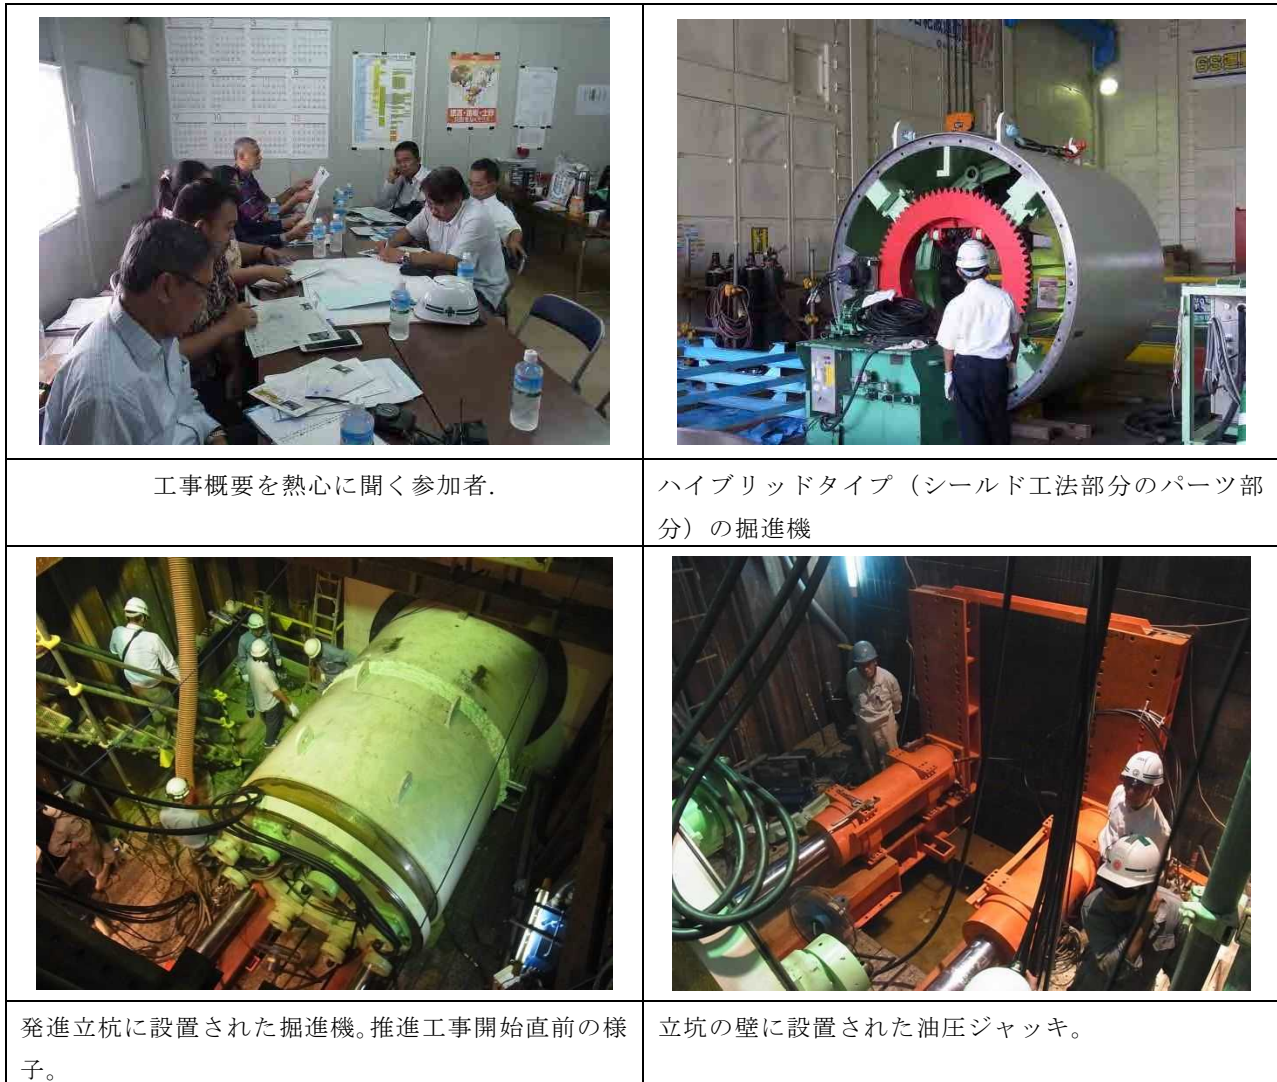 工事概要を熱心に聞く参加者.
ハイブリッドタイプ（シールド工法部分のパーツ部
分）の掘進機
発進立杭に設置された掘進機。推進工事開始直前の様
子。
立坑の壁に設置された油圧ジャッキ。